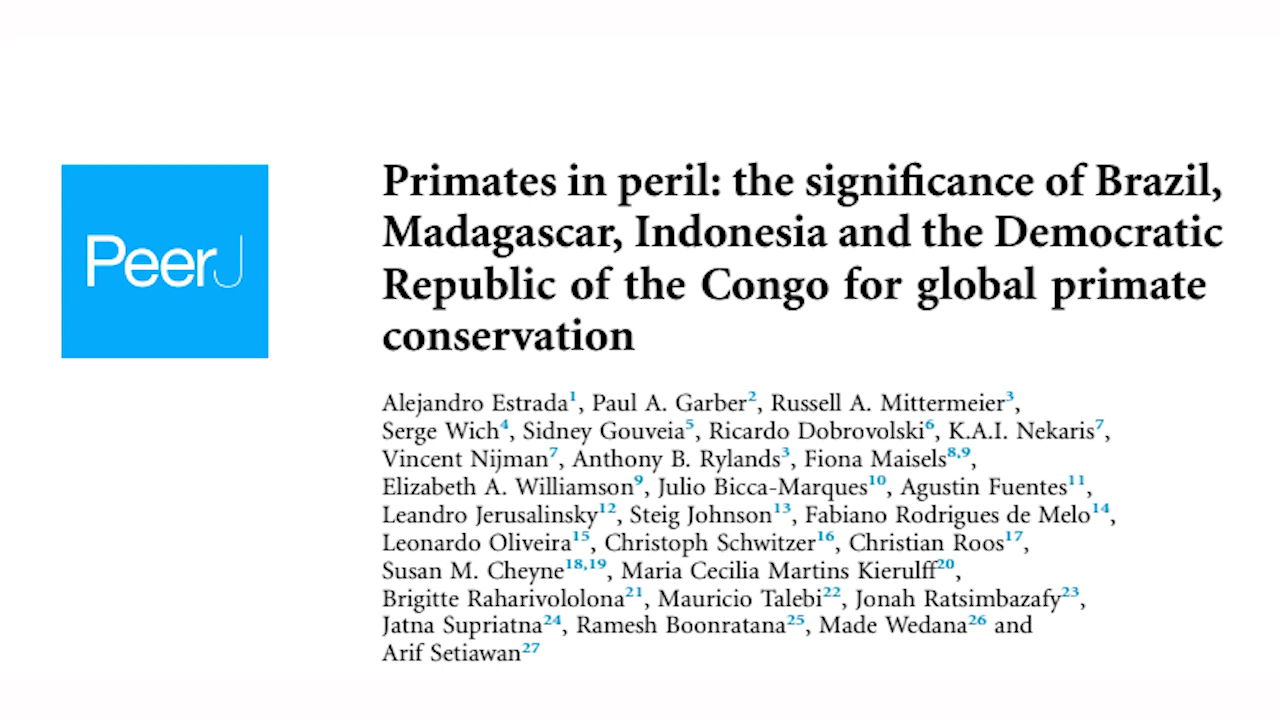 PeerJ
Primates in peril: the significance of Brazil,
Madagascar, Indonesia and the Democratic
Republic of the Congo for global primate
conservation
Alejandro Estrada1, Paul A. Garber2, Russell A. Mittermeier3,
Serge Wich4, Sidney Gouveia5, Ricardo Dobrovolski6, K.A.I. Nekaris7,
Vincent Nijman7, Anthony B. Rylands3, Fiona Maisels8,9,
Elizabeth A. Williamson9, Julio Bicca-Marques10, Agustin Fuentes11,
Leandro Jerusalinsky12, Steig Johnson13, Fabiano Rodrigues de Melo14,
Leonardo Oliveira15, Christoph Schwitzer16, Christian Roos17,
Susan M. Cheyne18,19, Maria Cecilia Martins Kierulff20,
Brigitte Raharivololona21, Mauricio Talebi22, Jonah Ratsimbazafy23,
Jatna Supriatna24, Ramesh Boonratana25, Made Wedana26 and
Arif Setiawan27